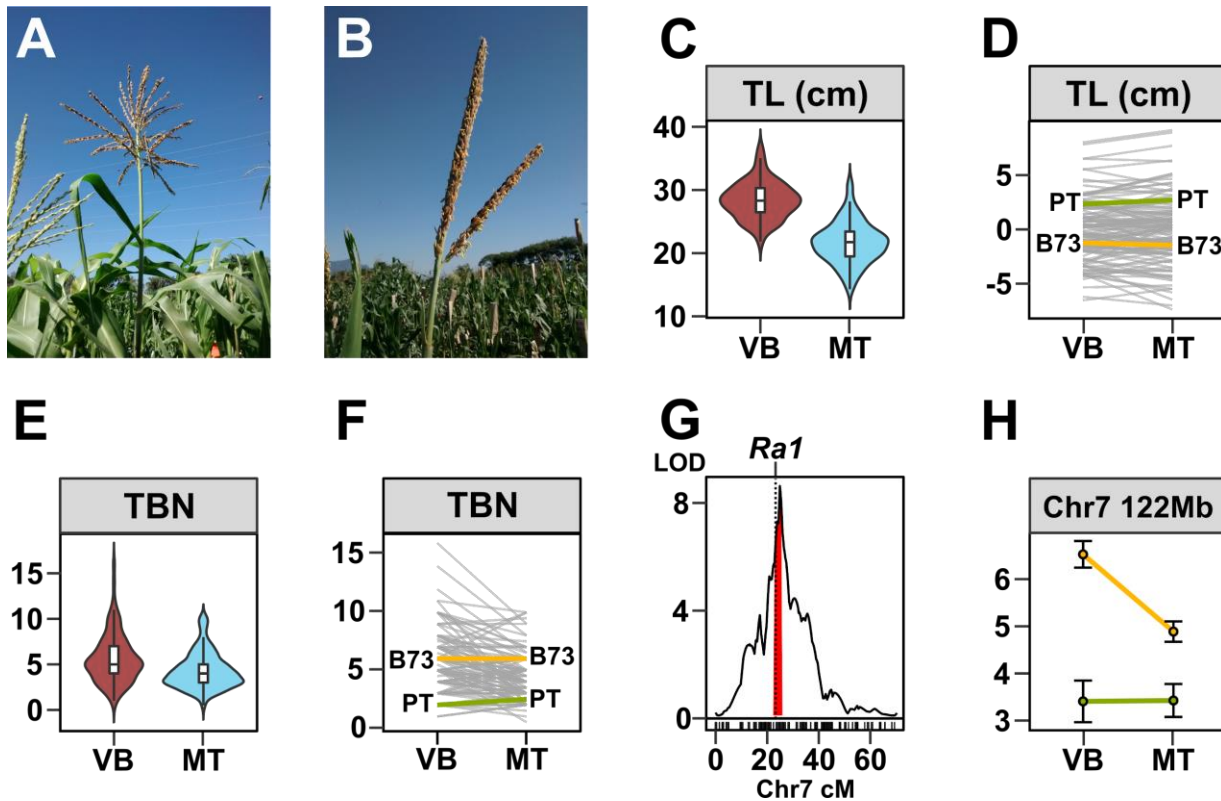 A
B
C
TL (cm)
40
30
20
10
VB MT
D
TL (cm)
5
0
-5
PT PT
B73 B73
VB MT
E
TBN
15
10
5
0
VB MT
F
TBN
15
10
5
0
B73 B73
PT PT
VB MT
G
Ra1
LOD
8
4
0
0 20 40 60
Chr7 cM
H
Chr7 122Mb
6
5
4
3
VB MT